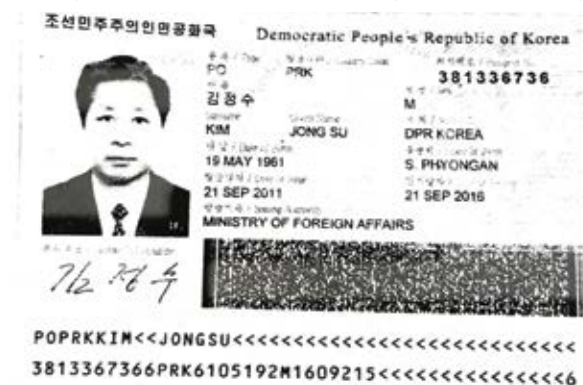 조선민주주의인민공화국
Democratic People's Republic of Korea
PO PRK 381336736
김정수 M
KIM JONG SU DPR KOREA
19 MAY 1961 S. PHYONGAN
21 SEP 2011 21 SEP 2016
MINISTRY OF FOREIGN AFFAIRS
김정수
POPRKKIM<<JONGSU<<<<<<<<<<<<<<<<<<<<<<<<<<<<
3813367366PRK6105192M1609215<<<<<<<<<<<<<<<6